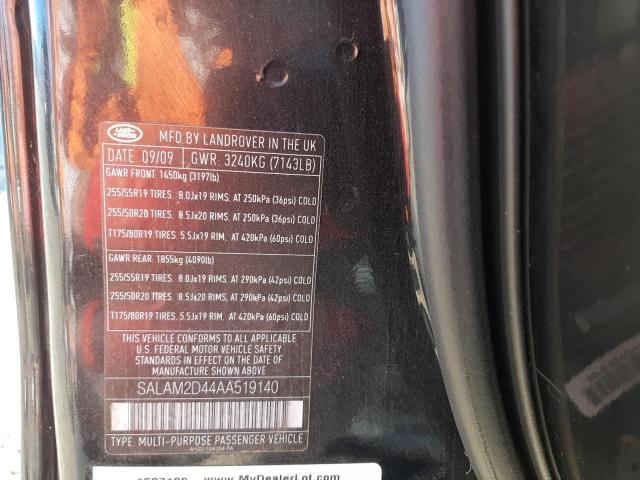 LAND ROVER
MFD. BY LANDROVER IN THE UK
DATE: 09/09 GWR: 3240KG (7143LB)
GAWR FRONT: 1450kg (3197lb)
255/55R19 TIRES. 8.0Jx19 RIMS. AT 250kPa (36psi) COLD
255/50R20 TIRES. 8.5Jx20 RIMS. AT 250kPa (36psi) COLD
T175/80R19 TIRES. 5.5Jx19 RIM. AT 420kPa (60psi) COLD
GAWR REAR: 1855kg (4090lb)
255/55R19 TIRES. 8.0Jx19 RIMS. AT 290kPa (42psi) COLD
255/50R20 TIRES. 8.5Jx20 RIMS. AT 290kPa (42psi) COLD
T175/80R19 TIRES. 5.5Jx19 RIM. AT 420kPa (60psi) COLD
THIS VEHICLE CONFORMS TO ALL APPLICABLE
U.S. FEDERAL MOTOR VEHICLE SAFETY
STANDARDS IN EFFECT ON THE DATE OF
MANUFACTURE SHOWN ABOVE
SALAM2D44AA519140
TYPE: MULTI-PURPOSE PASSENGER VEHICLE
www.MyDealerLot.com